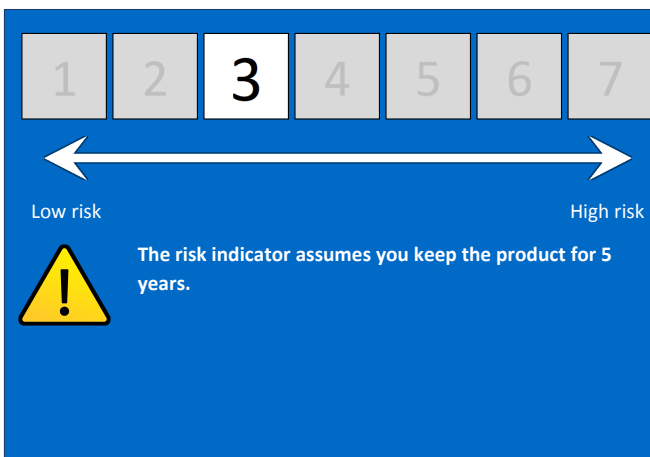 1 2 3 4 5 6 7
Low risk High risk
The risk indicator assumes you keep the product for 5
years.